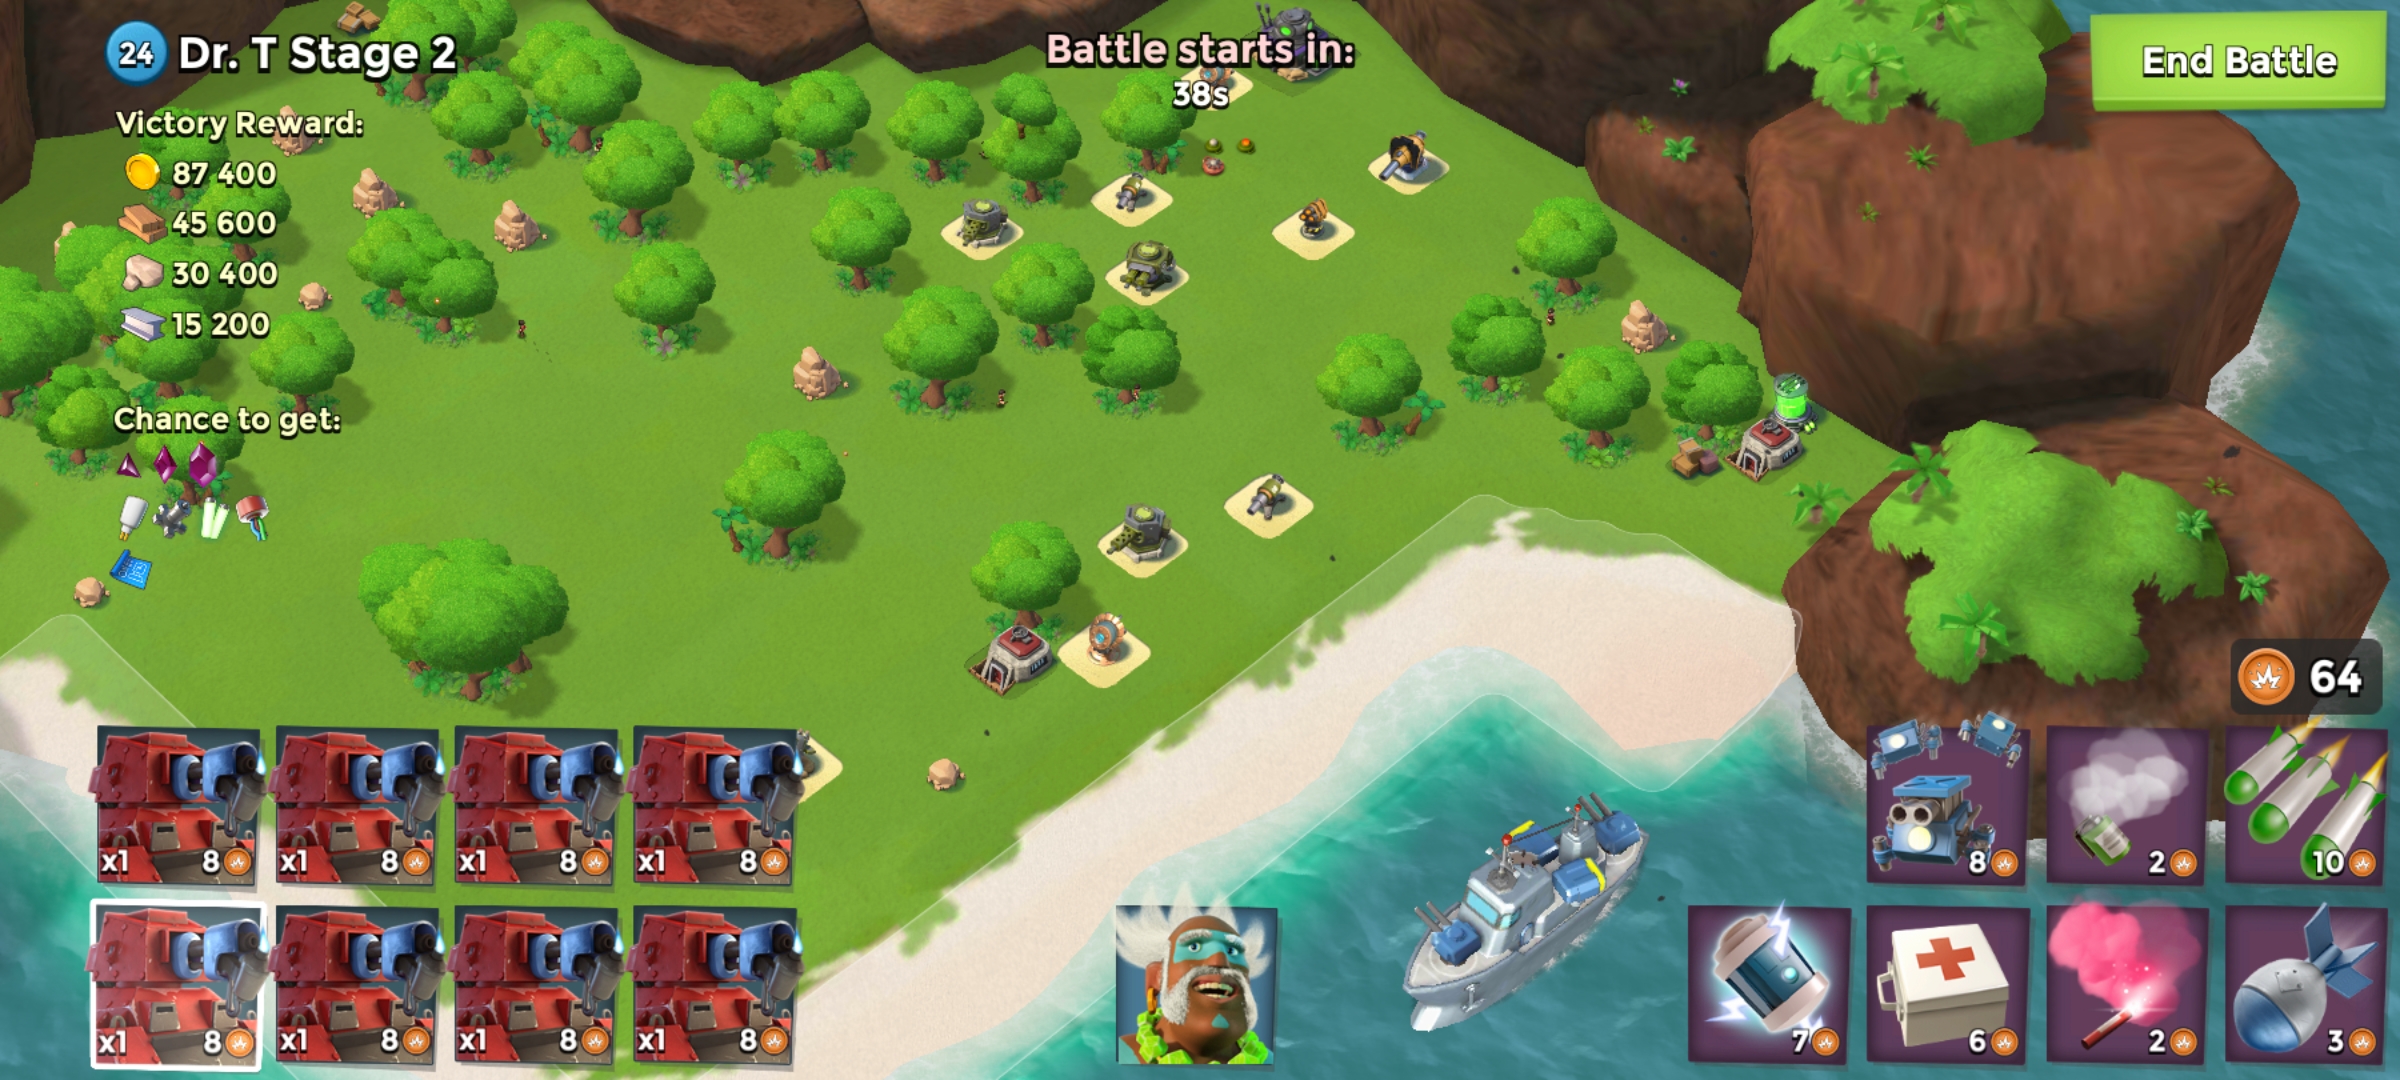 24 Dr. T Stage 2
Battle starts in:
38s
End Battle
Victory Reward:
87 400
45 600
30 400
15 200
Chance to get:
64
x1 8
x1 8
x1 8
x1 8
8
2
10
x1 8
x1 8
x1 8
x1 8
7
6
2
3